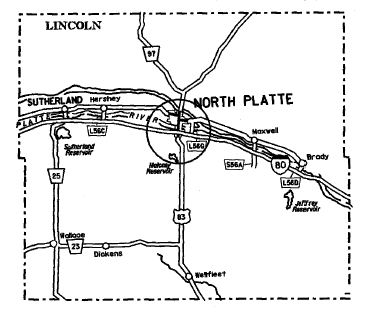 LINCOLN
97
NORTH PLATTE
SUTHERLAND
Hershey
PLATTE
RIVER
L56C
Maxwell
L56G
Sutherland
Reservoir
Maloney
Reservoir
S56A
80
Brady
L56D
Jeffrey
Reservoir
25
83
Wallace
23
Dickens
Wellfleet